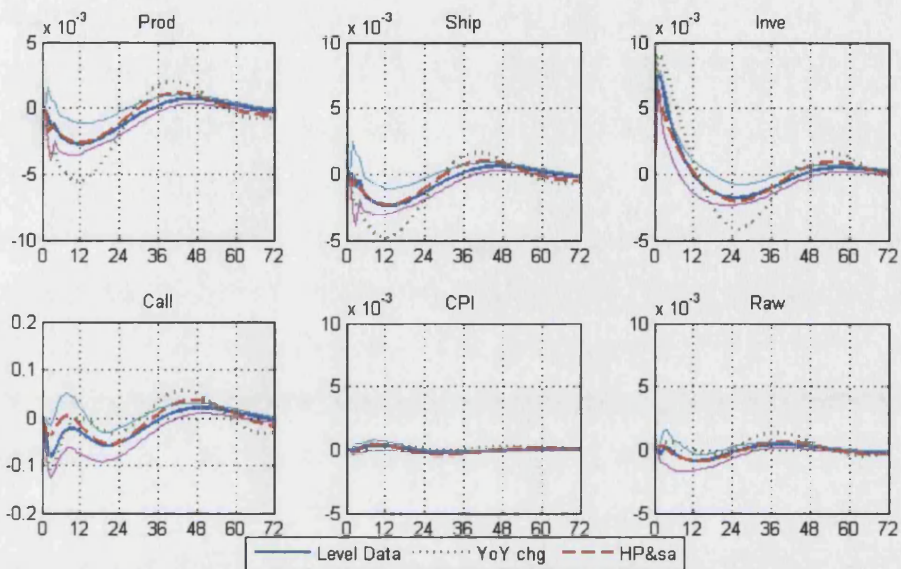 x 10⁻³ Prod
5
0
-5
-10
0 12 24 36 48 60 72
x 10⁻³ Ship
10
5
0
-5
0 12 24 36 48 60 72
x 10⁻³ Inve
10
5
0
-5
0 12 24 36 48 60 72
Call
0.2
0.1
0
-0.1
-0.2
0 12 24 36 48 60 72
x 10⁻³ CPI
10
5
0
-5
0 12 24 36 48 60 72
x 10⁻³ Raw
10
5
0
-5
0 12 24 36 48 60 72
Level Data YoY chg HP&sa